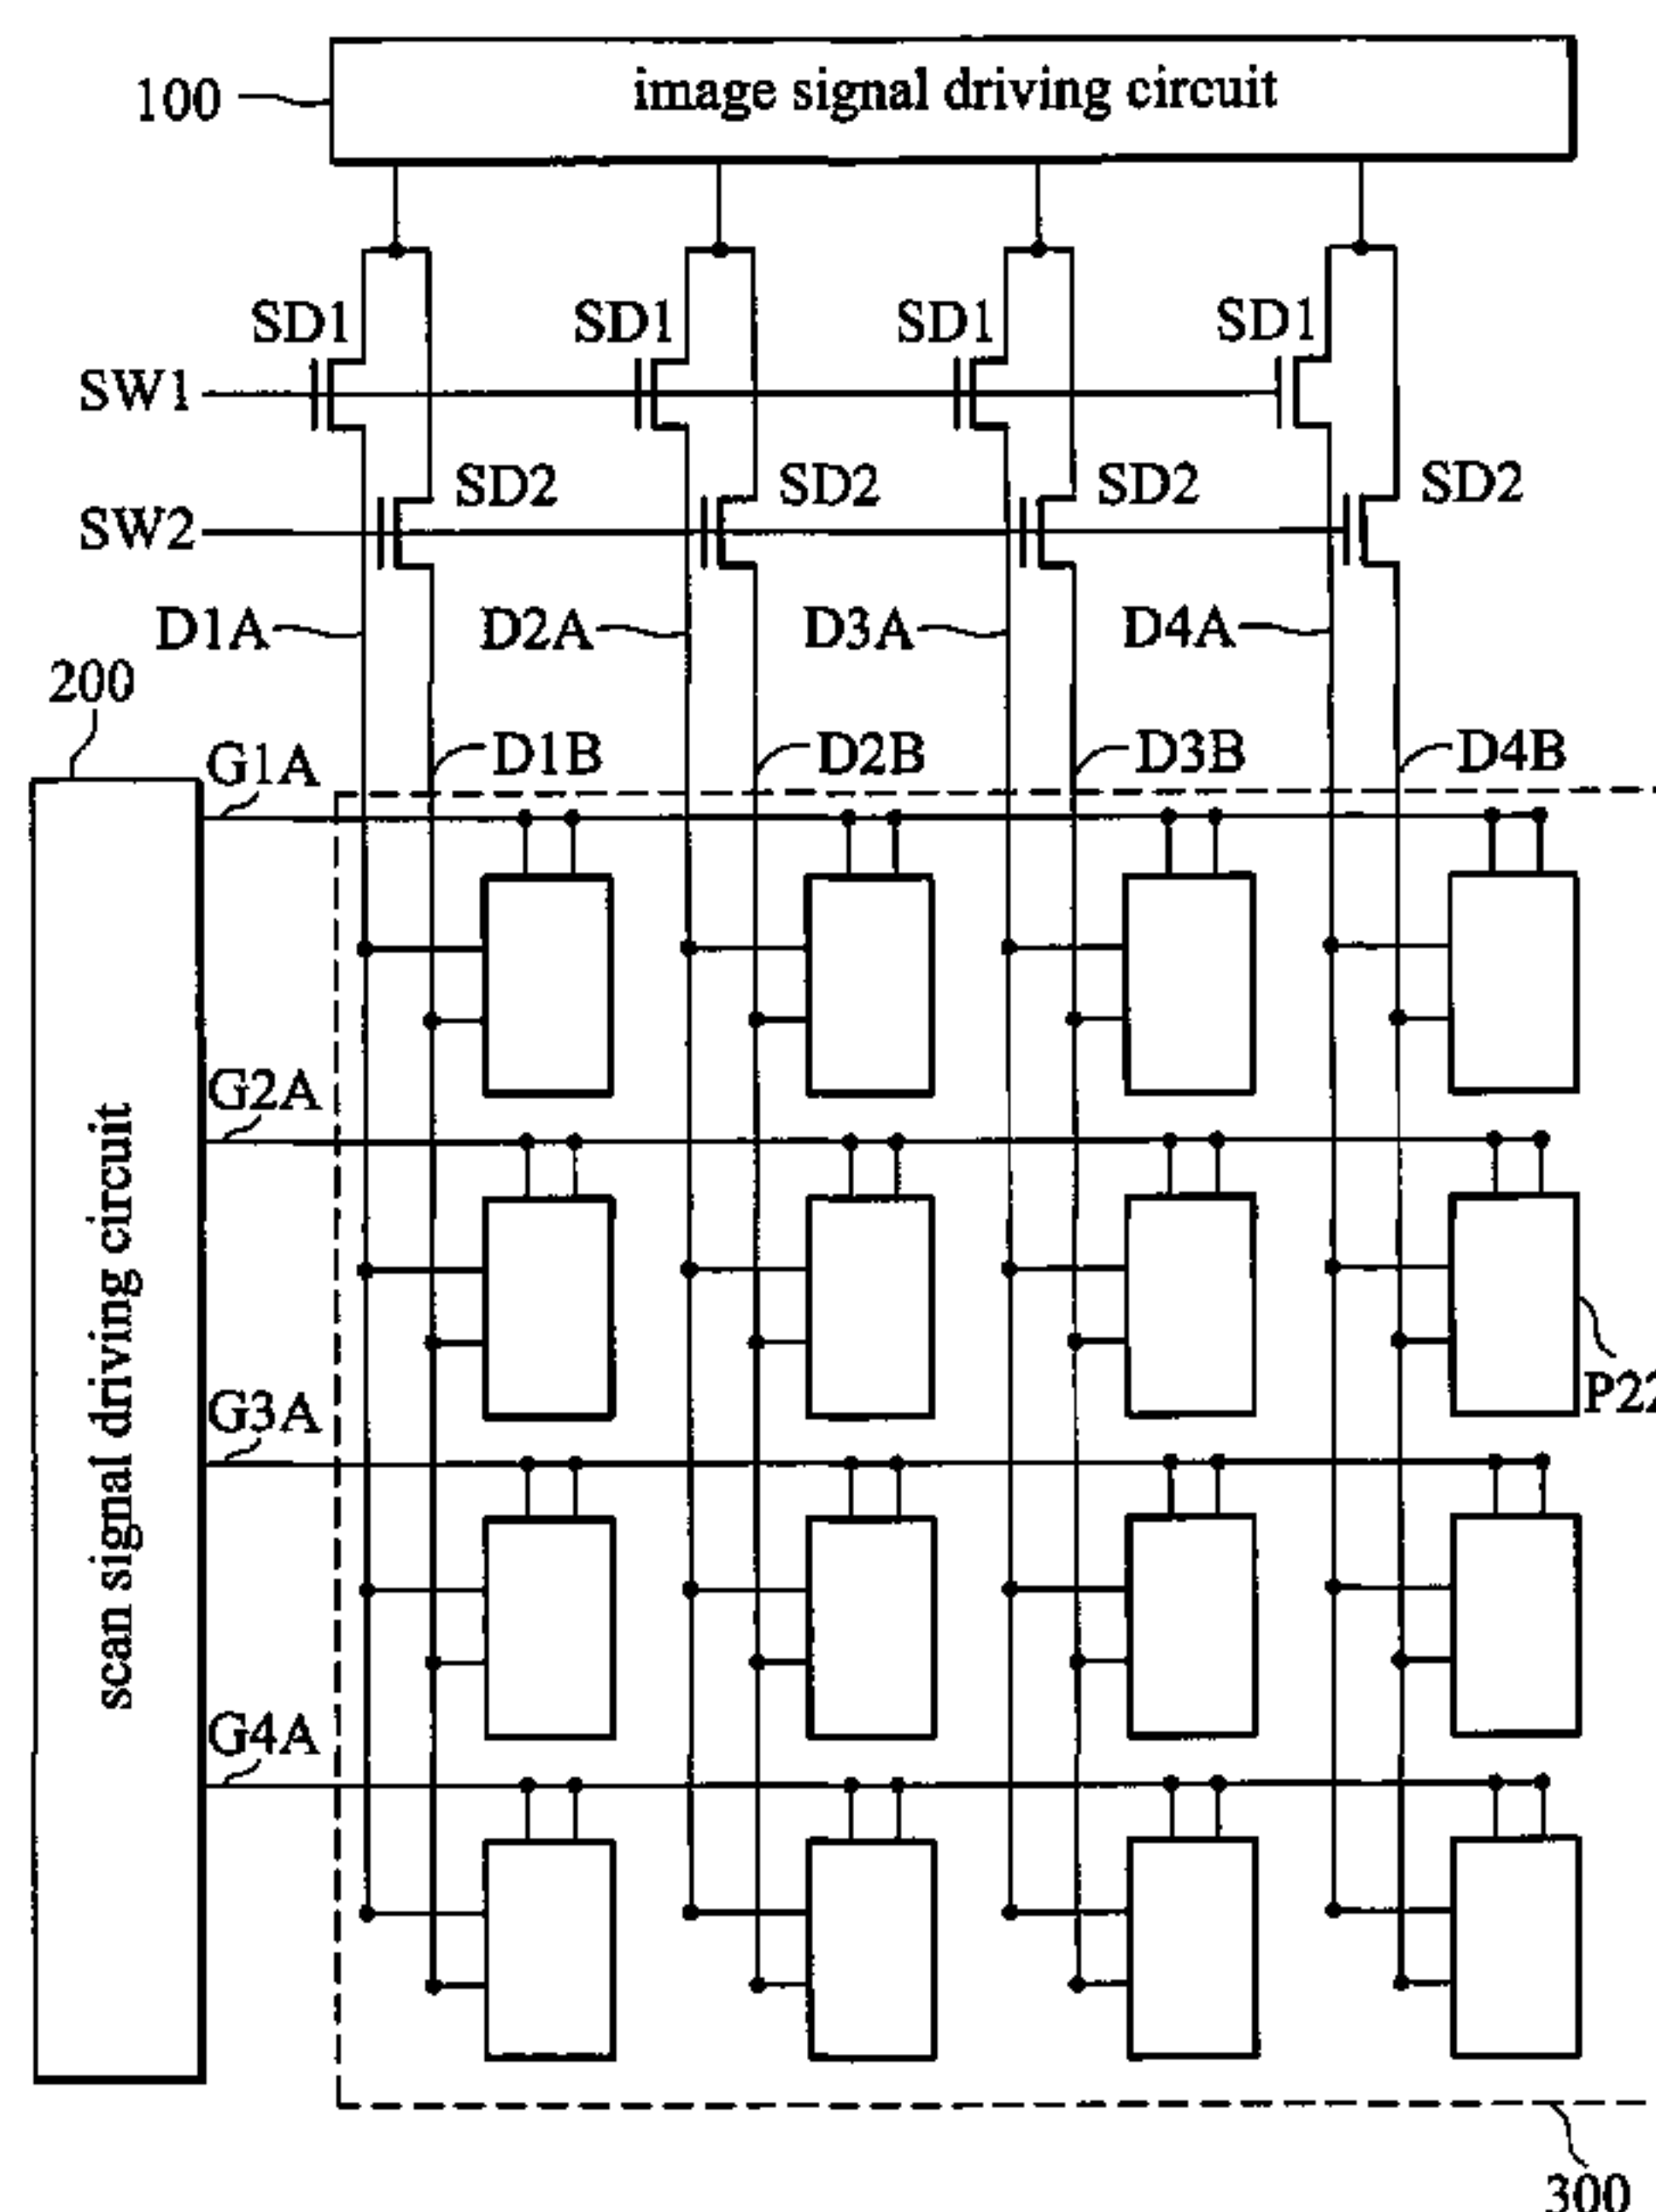 image signal driving circuit
100
SD1 SD1 SD1 SD1
SW1
SD2 SD2 SD2 SD2
SW2
D1A D2A D3A D4A
200
G1A D1B D2B D3B D4B
G2A
scan signal driving circuit
P22
G3A
G4A
300